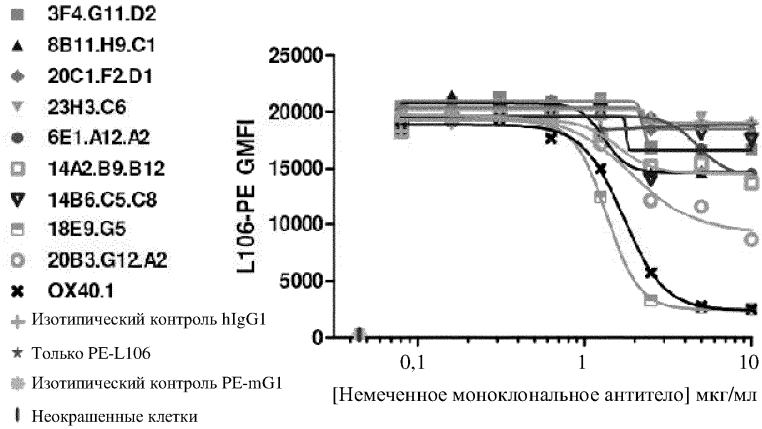 3F4.G11.D2
8B11.H9.C1
20C1.F2.D1
23H3.C6
6E1.A12.A2
14A2.B9.B12
14B6.C5.C8
18E9.G5
20B3.G12.A2
OX40.1
Изотипический контроль hIgG1
Только PE-L106
Изотипический контроль PE-mG1
Неокрашенные клетки
L106-PE GMFI
25000
20000
15000
10000
5000
0
0,1 1 10
[Немеченное моноклональное антитело] мкг/мл